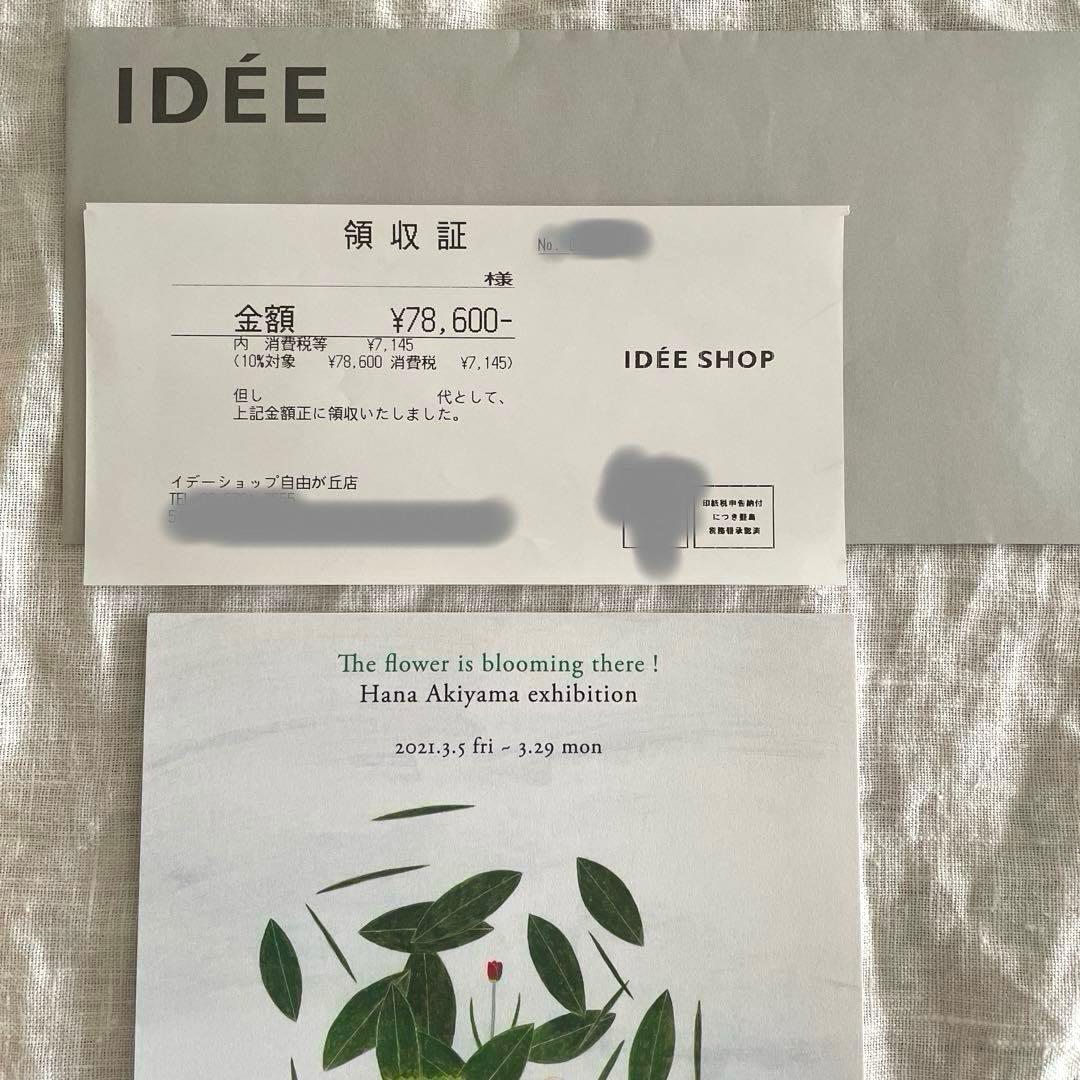 IDÉE
領収証
No.
様
金額 ¥78,600-
内 消費税等 ¥7,145
(10%対象 ¥78,600 消費税 ¥7,145)
但し 代として、
上記金額正に領収いたしました。
IDÉE SHOP
イデーショップ自由が丘店
TEL
印紙税申告納付
につき豊島
税務署承認済
The flower is blooming there !
Hana Akiyama exhibition
2021.3.5 fri ~ 3.29 mon